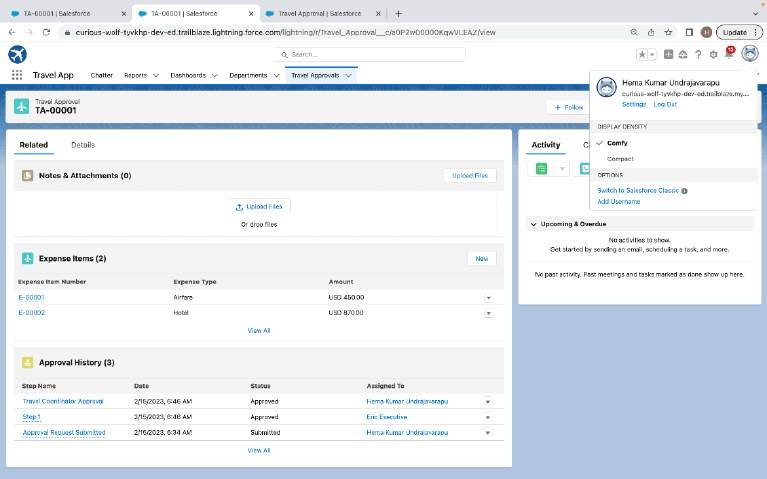 TA-00001 | Salesforce
TA-00001 | Salesforce
Travel Approval | Salesforce
curious-wolf-tyvkhp-dev-ed.trailblaze.lightning.force.com/lightning/r/Travel_Approval__c/a0P2w00000KqwVLEAZ/view
Update
Search...
10
Travel App
Chatter
Reports
Dashboards
Departments
Travel Approvals
Travel Approval
TA-00001
+ Follow
Hema Kumar Undrajavarapu
curious-wolf-tyvkhp-dev-ed.trailblaze.my....
Settings Log Out
DISPLAY DENSITY
Comfy
Compact
OPTIONS
Switch to Salesforce Classic
Add Username
Related
Details
Notes & Attachments (0)
Upload Files
Upload Files
Or drop files
Expense Items (2)
New
Expense Item Number Expense Type Amount
E-00001 Airfare USD 450.00
E-00002 Hotel USD 870.00
View All
Approval History (3)
Step Name Date Status Assigned To
Travel Coordinator Approval 2/15/2023, 6:46 AM Approved Hema Kumar Undrajavarapu
Step 1 2/15/2023, 6:46 AM Approved Eric Executive
Approval Request Submitted 2/15/2023, 6:34 AM Submitted Hema Kumar Undrajavarapu
View All
Activity
C
Upcoming & Overdue
No activities to show.
Get started by sending an email, scheduling a task, and more.
No past activity. Past meetings and tasks marked as done show up here.